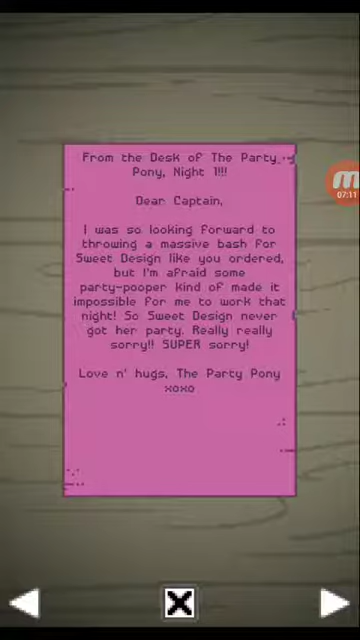 From the Desk of The Party
Pony, Night 1!!!
Dear Captain,
I was so looking forward to
throwing a massive bash for
Sweet Design like you ordered,
but I'm afraid some
party-pooper kind of made it
impossible for me to work that
night! So Sweet Design never
got her party. Really really
sorry!! SUPER sorry!
Love n' hugs, The Party Pony
xoxo
07:11